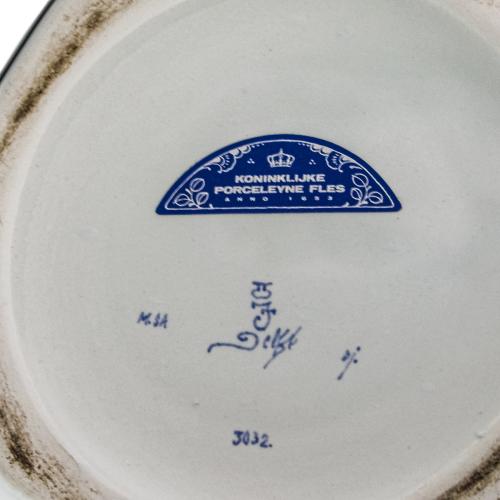 KONINKLIJKE
PORCELEYNE FLES
ANNO 1653
Delft
3032.